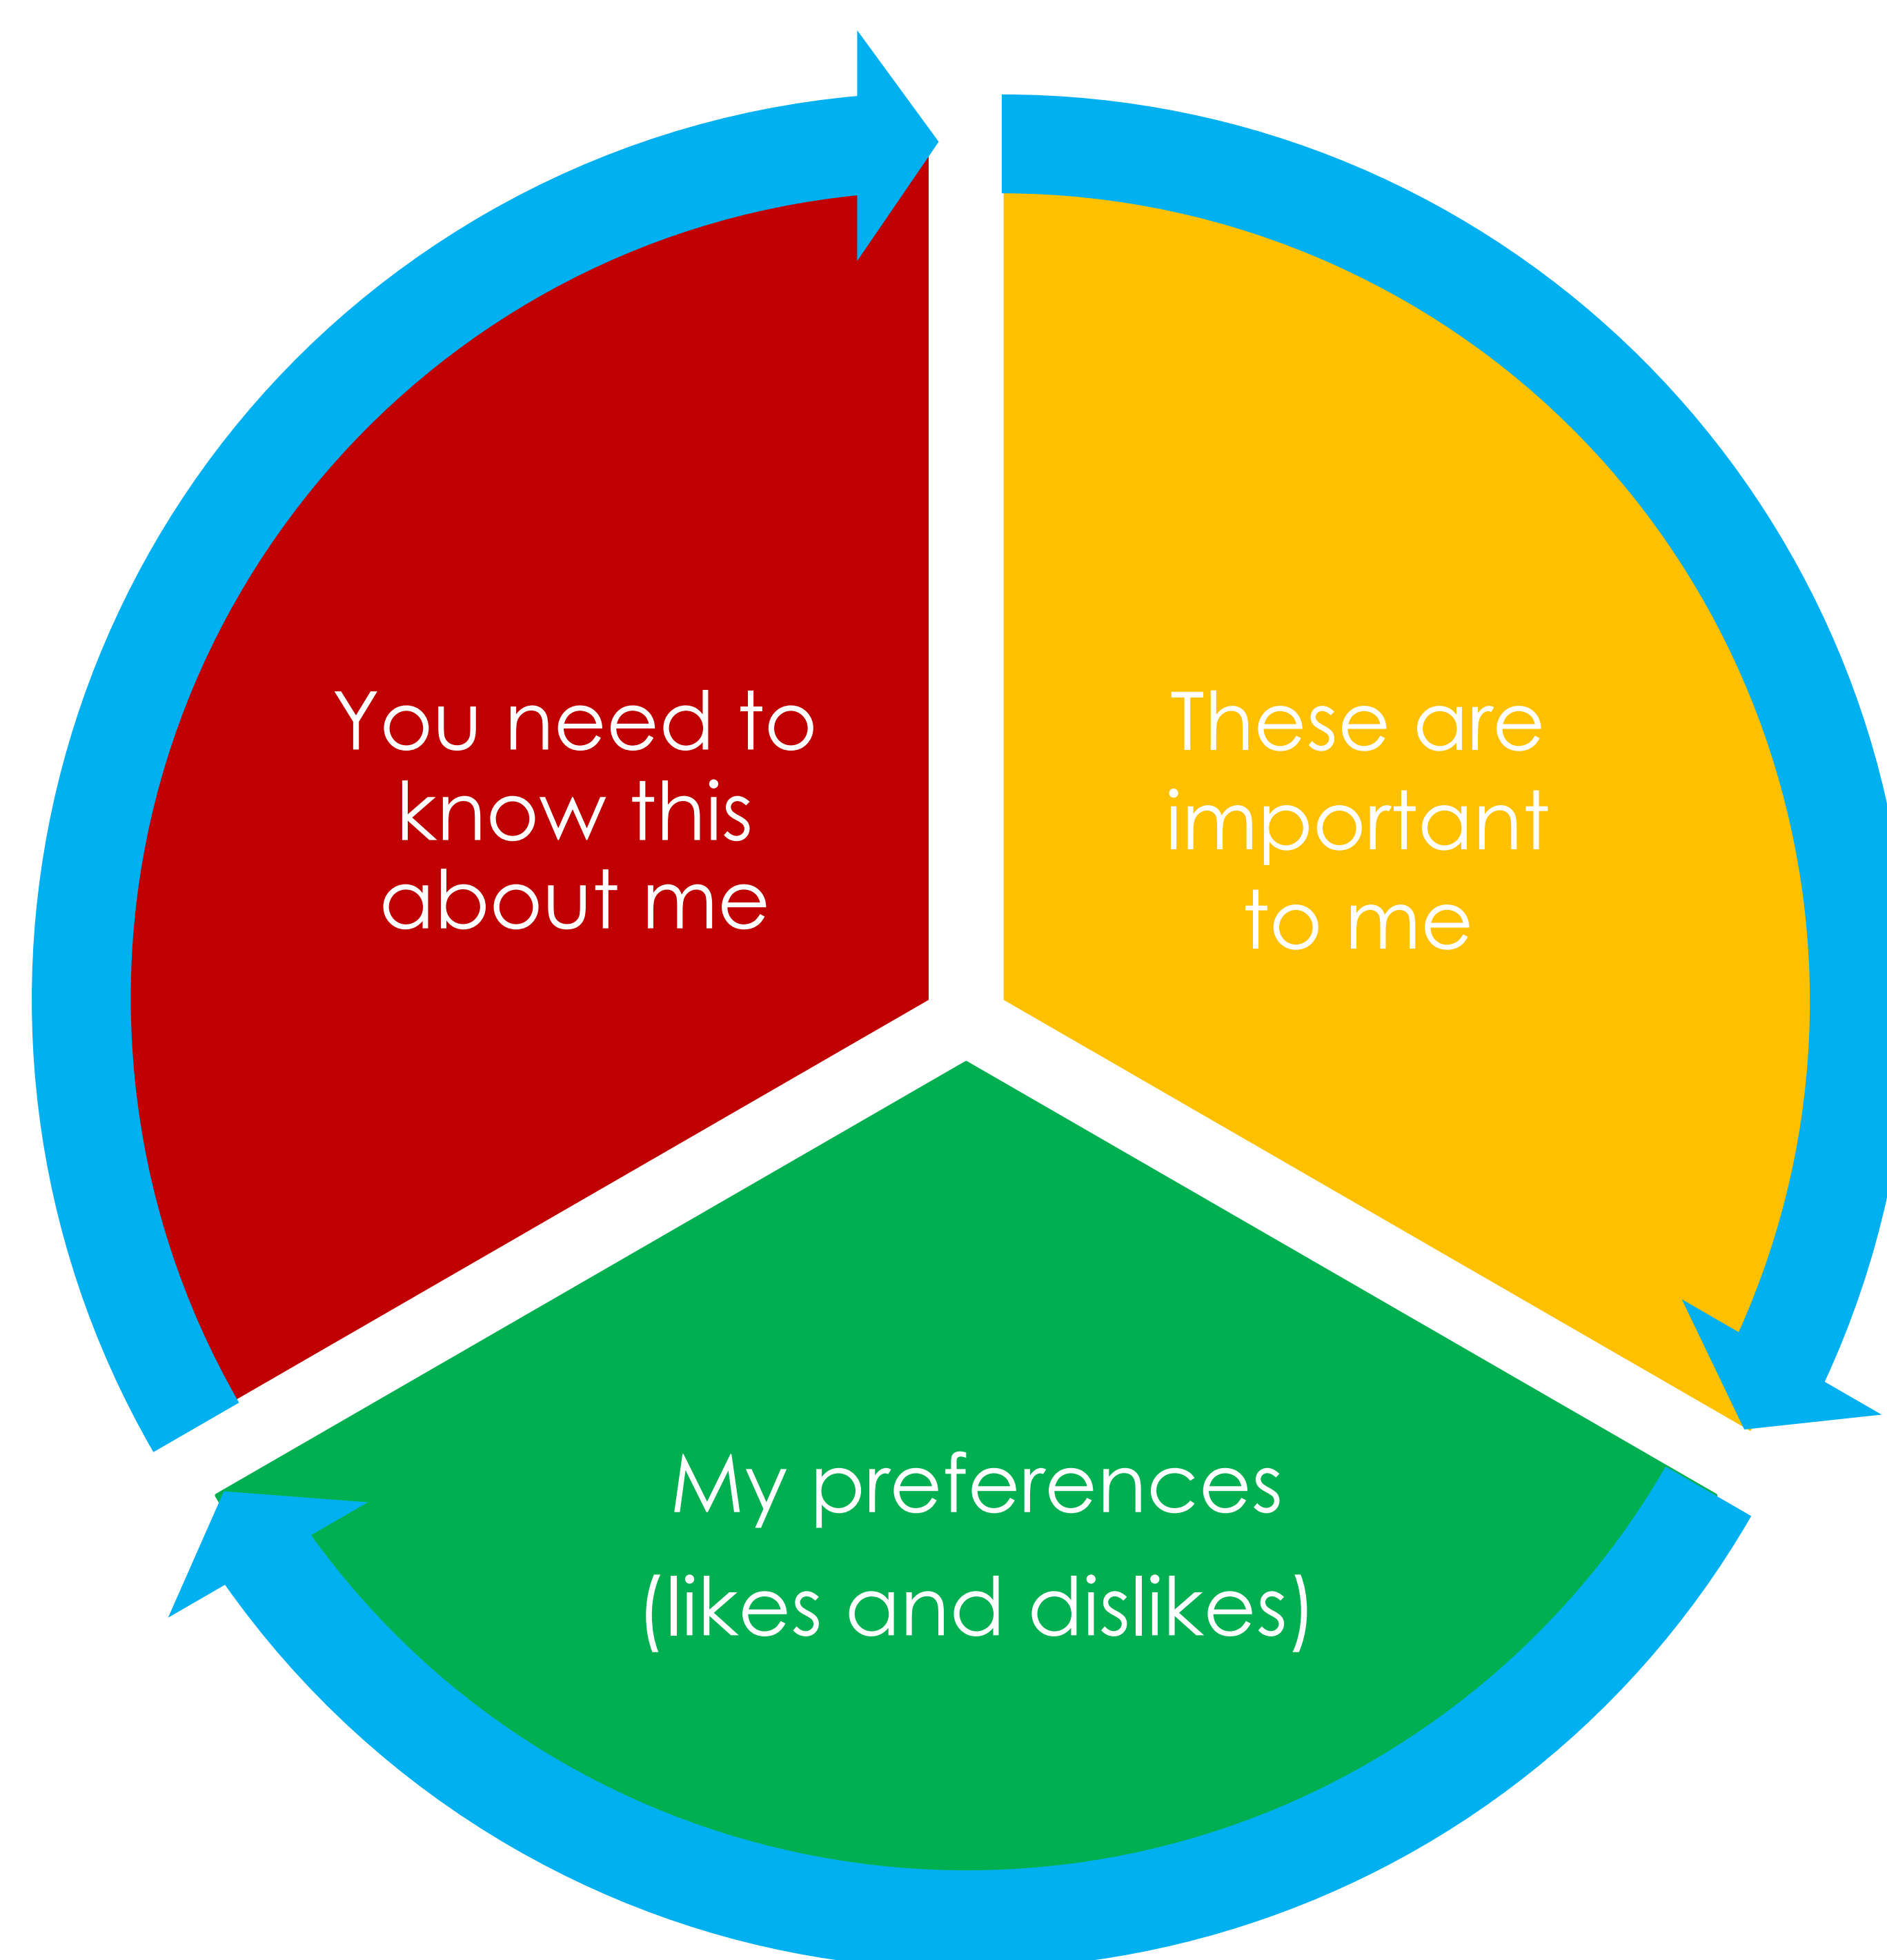 You need to
know this
about me
These are
important
to me
My preferences
(likes and dislikes)